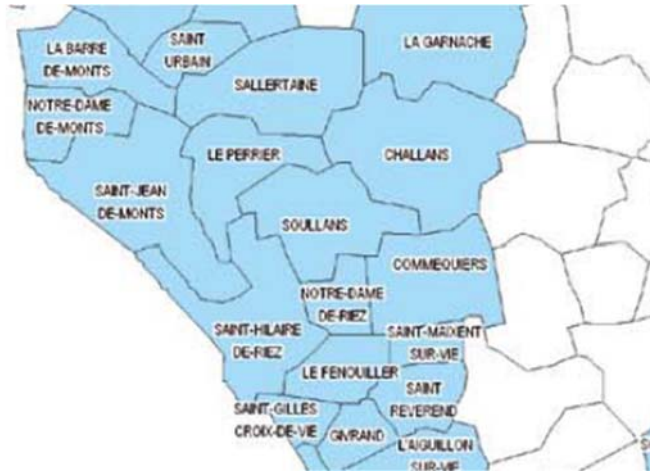 LA BARRE
DE-MONTS
SAINT
URBAIN
LA GARNACHE
SALLERTAINE
NOTRE-DAME
DE-MONTS
LE PERRIER
CHALLANS
SAINT-JEAN
DE-MONTS
SOULLANS
COMMEQUIERS
NOTRE-DAME
DE-RIEZ
SAINT-HILAIRE
DE-RIEZ
SAINT-MAIXENT
SUR-VIE
LE FENOUILLER
SAINT
REVEREND
SAINT-GILLES
CROIX-DE-VIE
GIVRAND
L'AIGUILLON
SUR-VIE